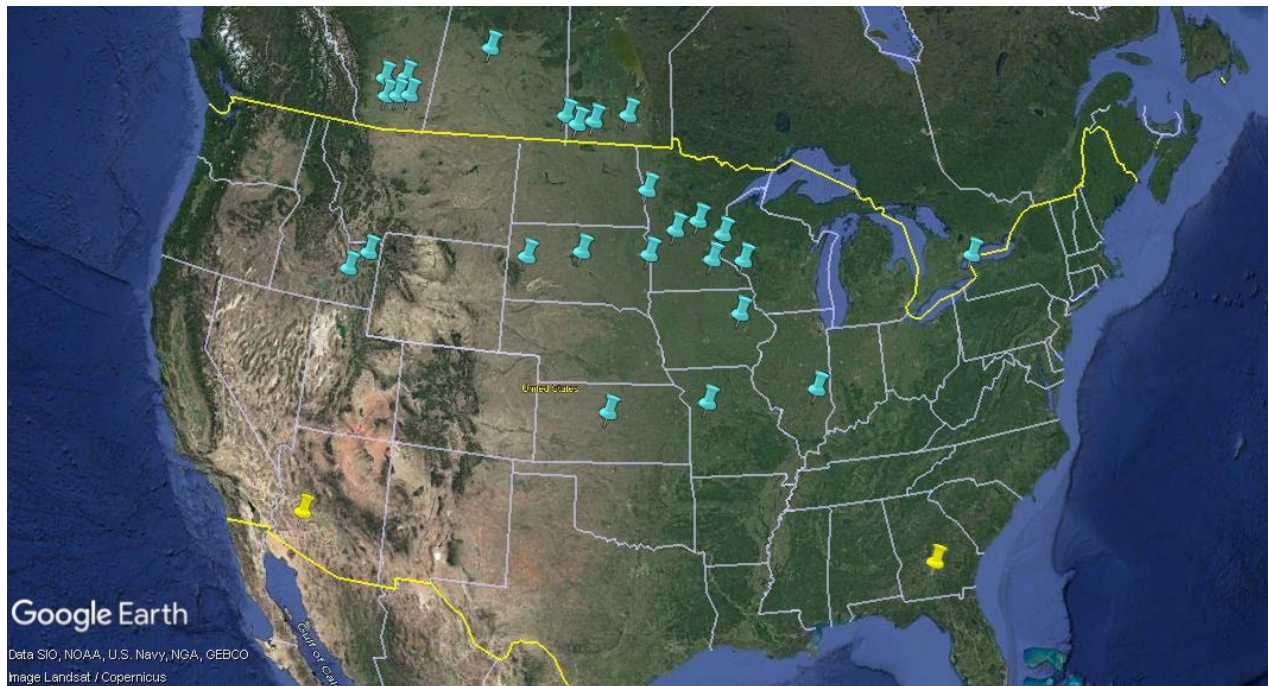 United States
Gulf of Cal
Google Earth
Data SIO, NOAA, U.S. Navy, NGA, GEBCO
Image Landsat / Copernicus